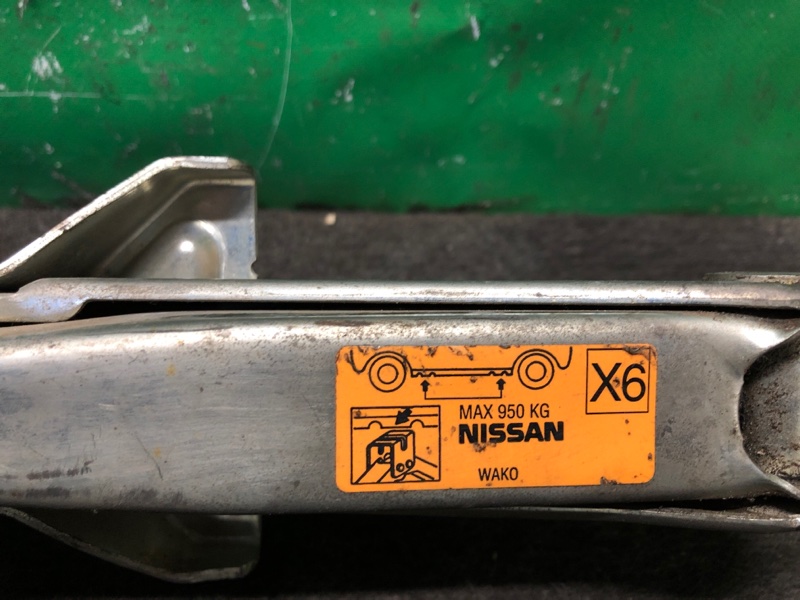 X6
MAX 950 KG
NISSAN
WAKO